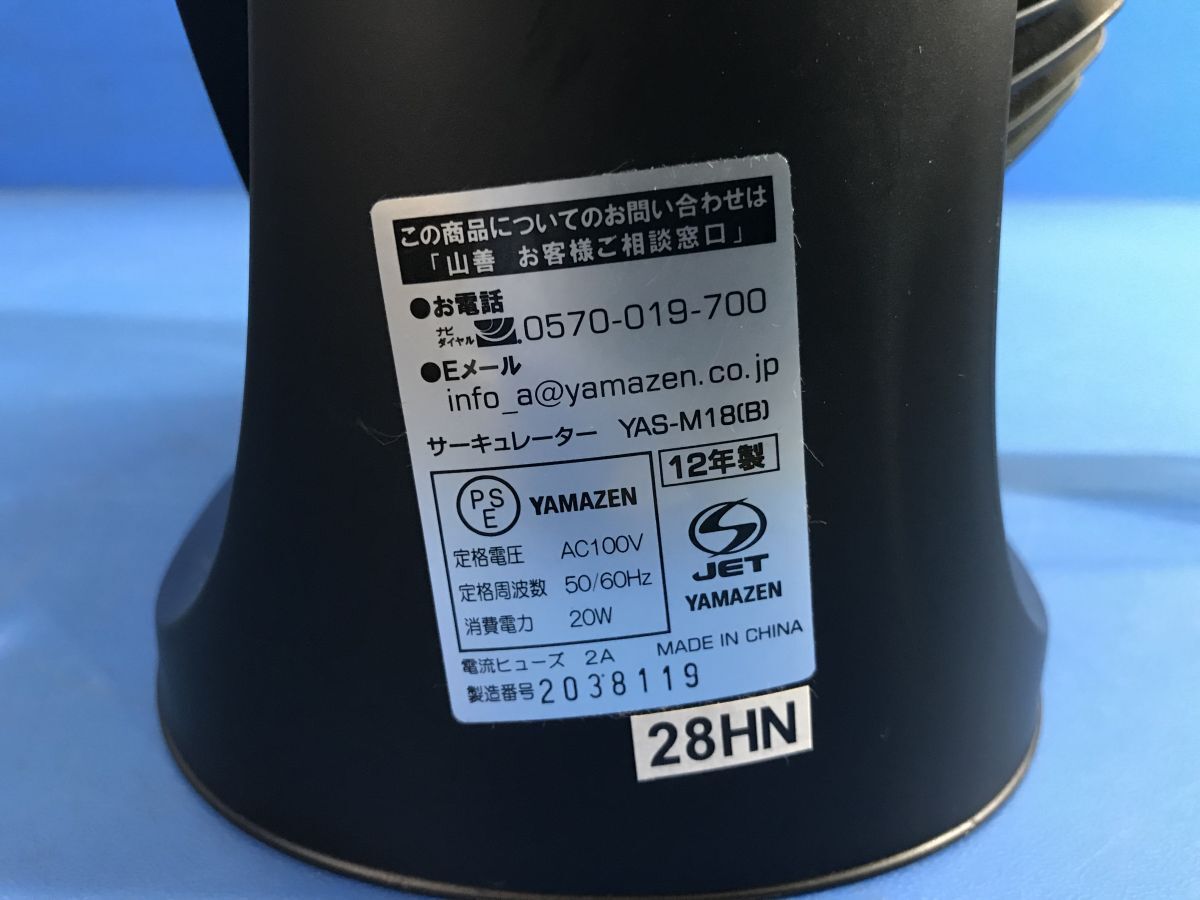 この商品についてのお問い合わせは
「山善 お客様ご相談窓口」
●お電話
ナビ
ダイヤル 0570-019-700
●Eメール
info_a@yamazen.co.jp
サーキュレーター YAS-M18(B)
12年製
PSE YAMAZEN
定格電圧 AC100V
定格周波数 50/60Hz
消費電力 20W
JET
YAMAZEN
電流ヒューズ 2A MADE IN CHINA
製造番号 2038119
28HN